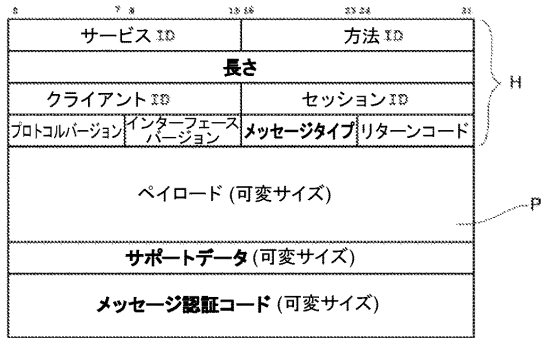 0 7 8 15 16 23 24 31
サービス ID 方法 ID
長さ
クライアント ID セッション ID
プロトコルバージョン インターフェース バージョン メッセージタイプ リターンコード
H
ペイロード (可変サイズ)
P
サポートデータ (可変サイズ)
メッセージ認証コード (可変サイズ)